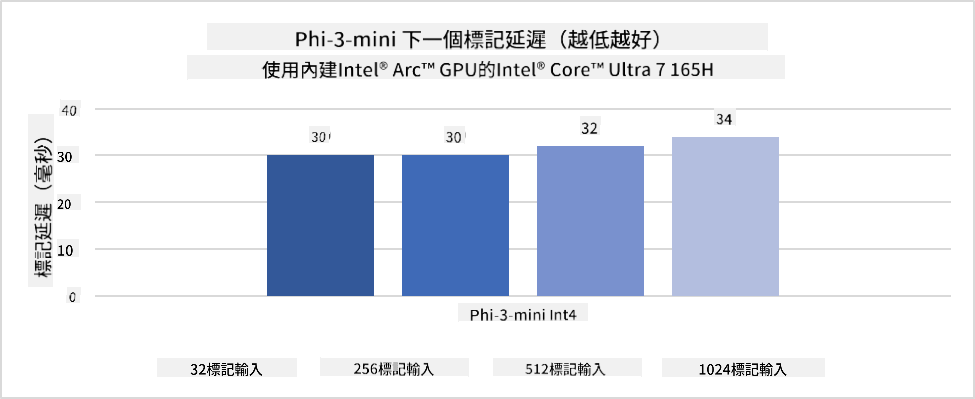 Phi-3-mini 下一個標記延遲（越低越好）
使用內建Intel® Arc™ GPU的Intel® Core™ Ultra 7 165H
標記延遲（毫秒）
40
30
20
10
0
30
30
32
34
Phi-3-mini Int4
32標記輸入
256標記輸入
512標記輸入
1024標記輸入